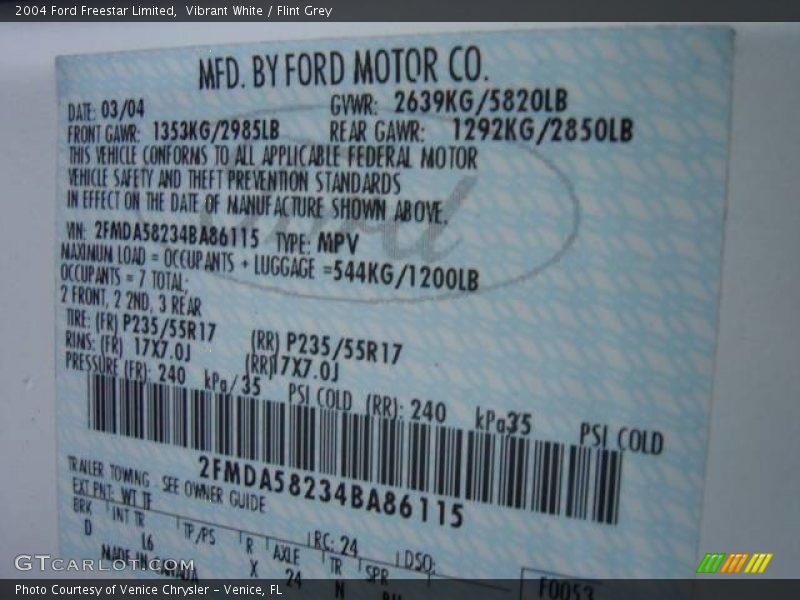 2004 Ford Freestar Limited,  Vibrant White / Flint Grey
MFD. BY FORD MOTOR CO.
DATE: 03/04 GVWR: 2639KG/5820LB
FRONT GAWR: 1353KG/2985LB REAR GAWR: 1292KG/2850LB
THIS VEHICLE CONFORMS TO ALL APPLICABLE FEDERAL MOTOR
VEHICLE SAFETY AND THEFT PREVENTION STANDARDS
IN EFFECT ON THE DATE OF MANUFACTURE SHOWN ABOVE.
VIN: 2FMDA58234BA86115 TYPE: MPV
MAXIMUM LOAD = OCCUPANTS + LUGGAGE =544KG/1200LB
OCCUPANTS = 7 TOTAL;
2 FRONT, 2 2ND, 3 REAR
TIRE: (FR) P235/55R17 (RR) P235/55R17
RINS: (FR) 17X7.0J (RR)17X7.0J
PRESSURE (FR): 240 kPa/35 PSI COLD (RR): 240 kPa35 PSI COLD
2FMDA58234BA86115
TRAILER TOWING - SEE OWNER GUIDE
EXT PNT: WT TF RC: 24 DSO:
BRK INT TR TP/PS R AXLE TR SPR
D L6 X 24 N
MADE IN CANADA
F0053
GTCARLOT.COM
Photo Courtesy of Venice Chrysler - Venice, FL